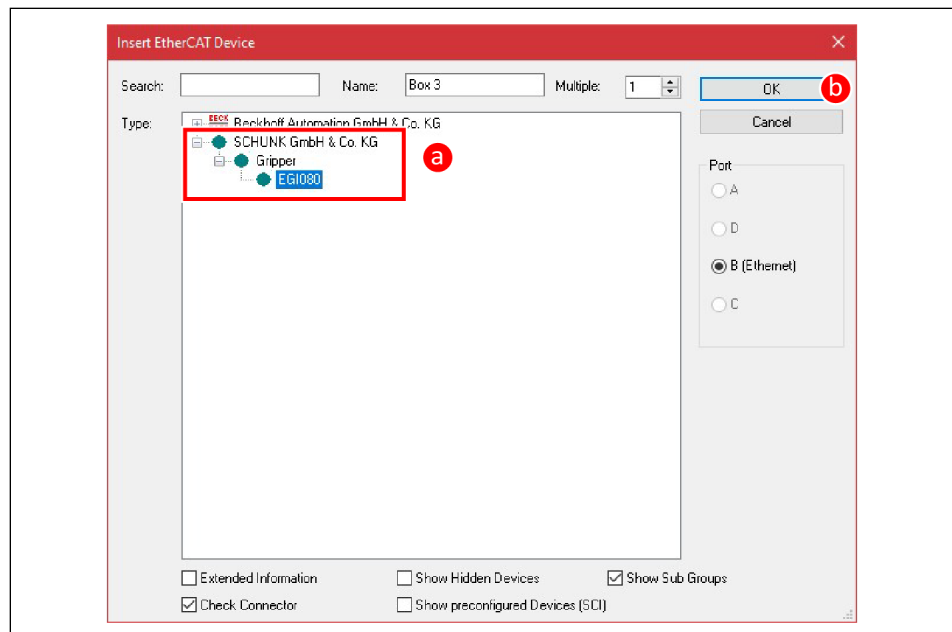 Insert EtherCAT Device
Search: Name: Box 3 Multiple: 1 OK b
Type: BECK Beckhoff Automation GmbH & Co. KG Cancel
SCHUNK GmbH & Co. KG
a
Gripper
EGI080
Port
A
D
B (Ethernet)
C
Extended Information Show Hidden Devices Show Sub Groups
Check Connector Show preconfigured Devices (SCI)